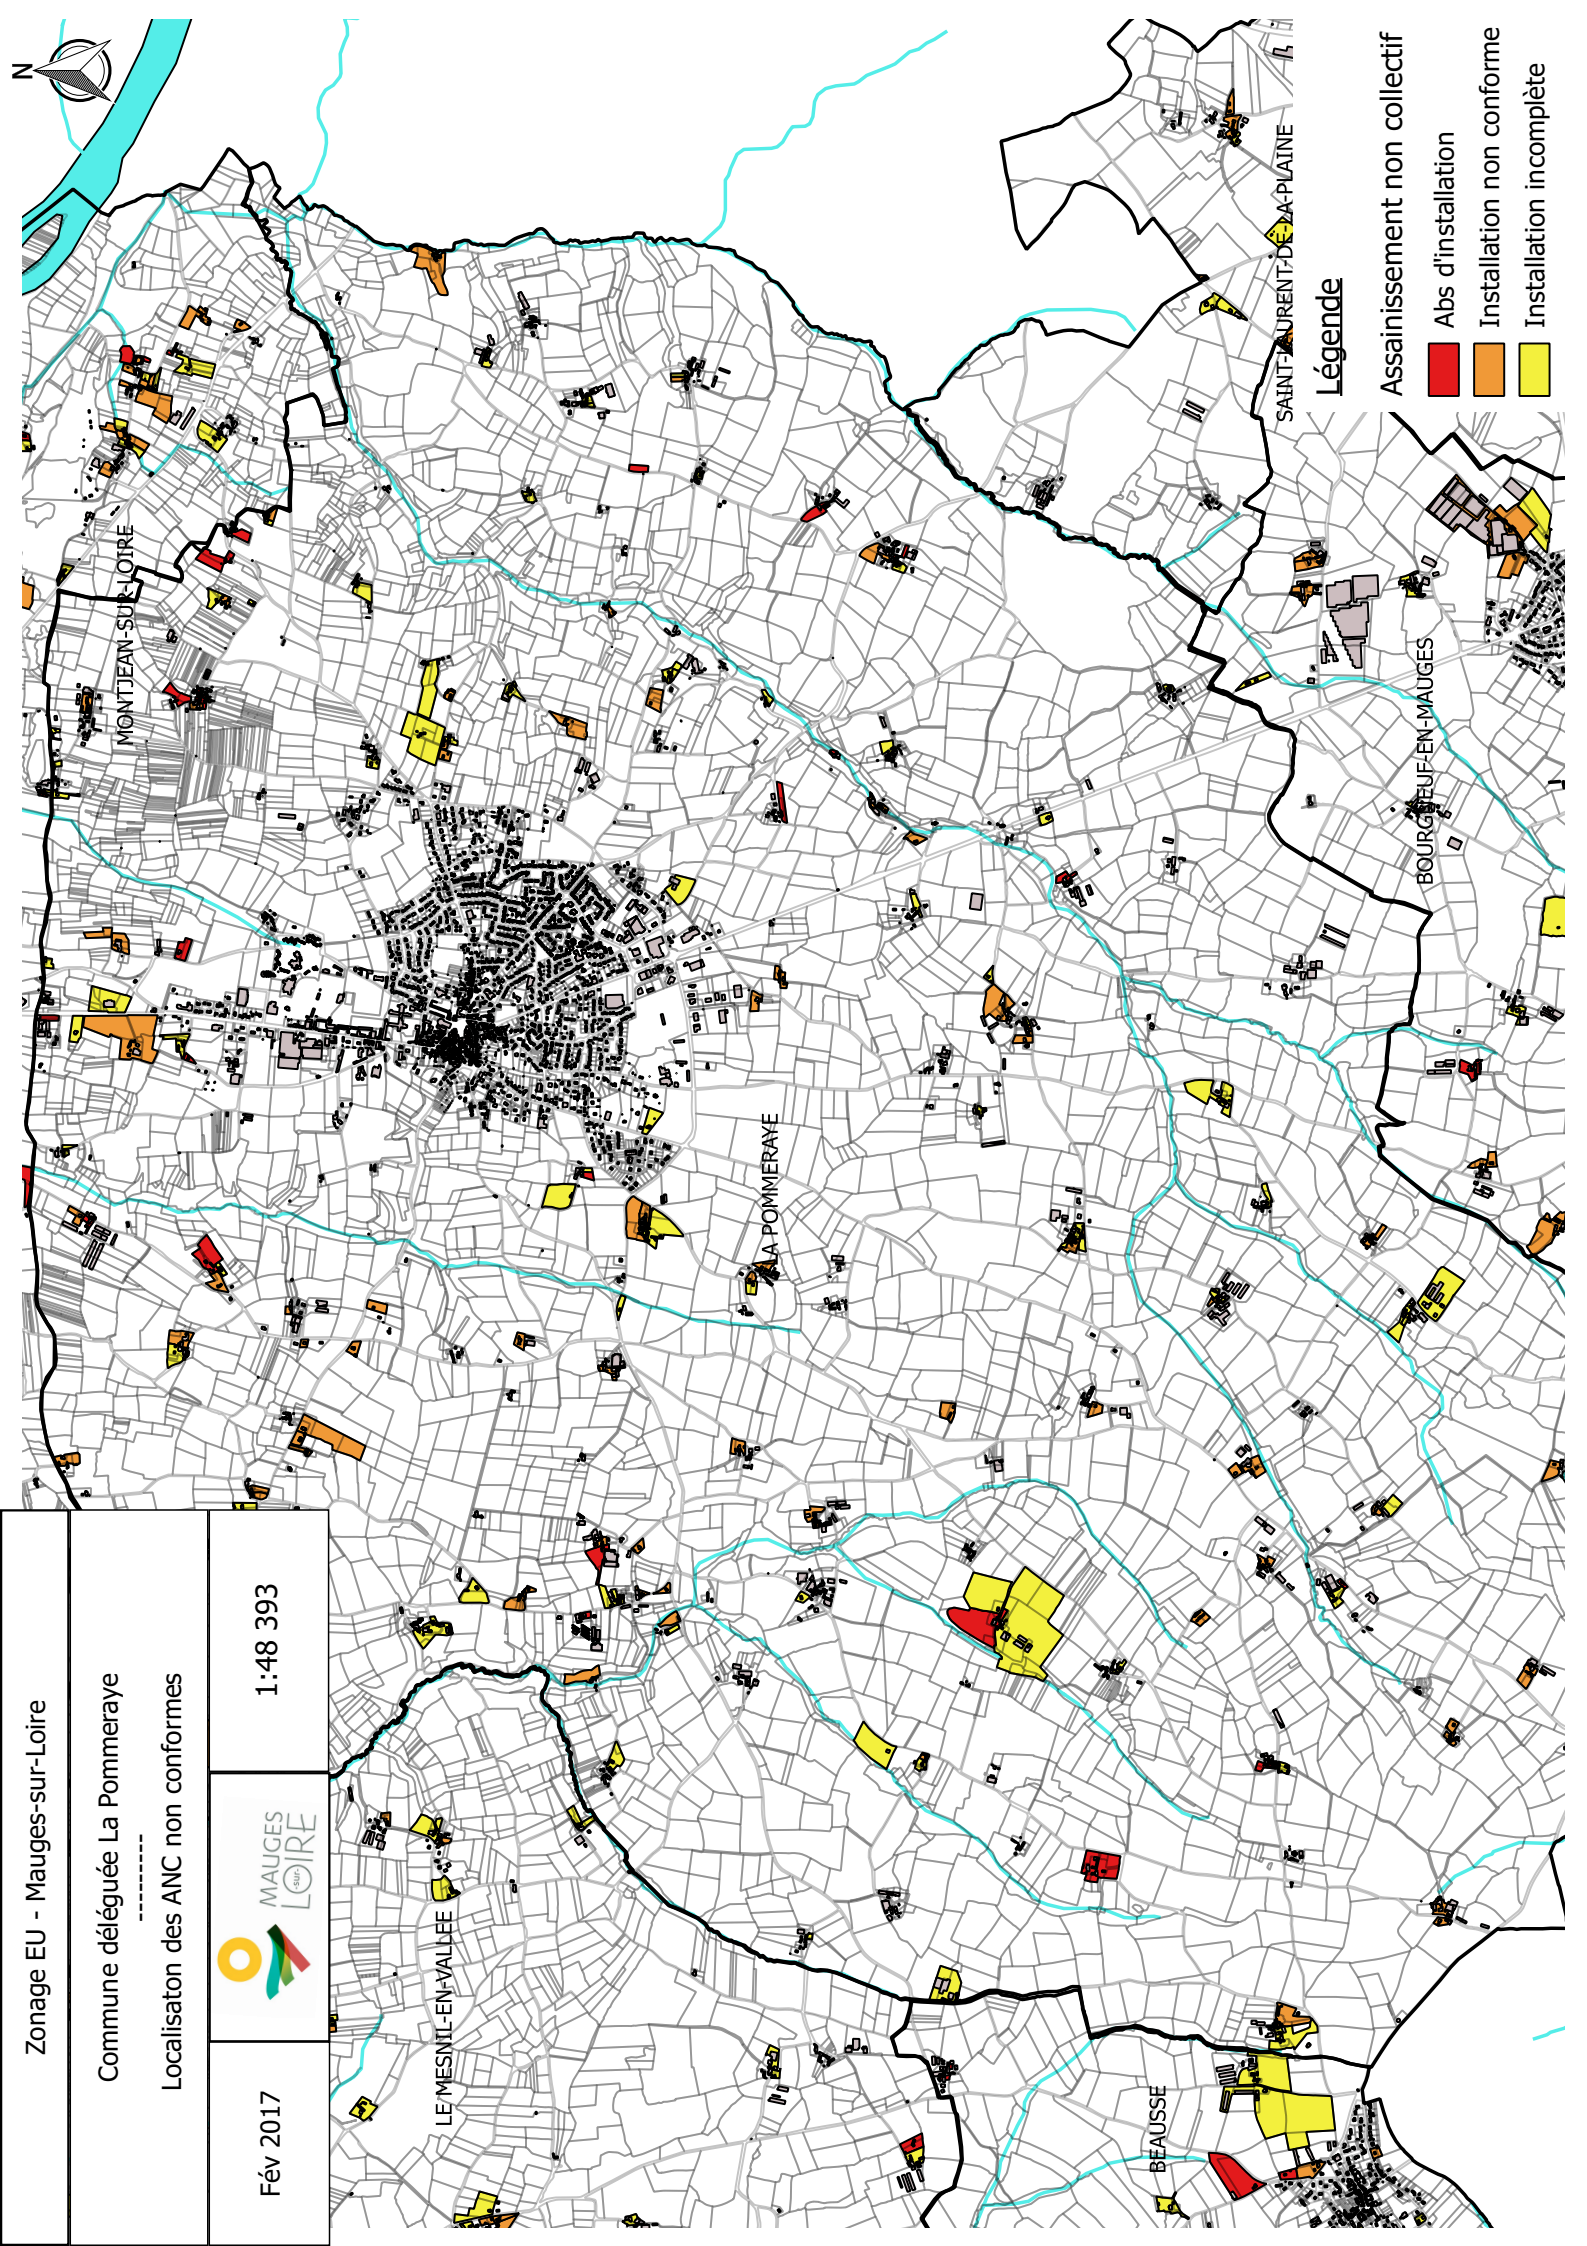 Zonage EU - Mauges-sur-Loire
Commune déléguée La Pommeraye
---------
Localisaton des ANC non conformes
Fév 2017
MAUGES
-sur-
LOIRE
1:48 393
N
MONTJEAN-SUR-LOIRE
LE MESNIL-EN-VALLEE
LA POMMERAYE
BEAUSSE
BOURGNEUF-EN-MAUGES
SAINT-LAURENT-DE-LA-PLAINE
Légende
Assainissement non collectif
Abs d'installation
Installation non conforme
Installation incomplète